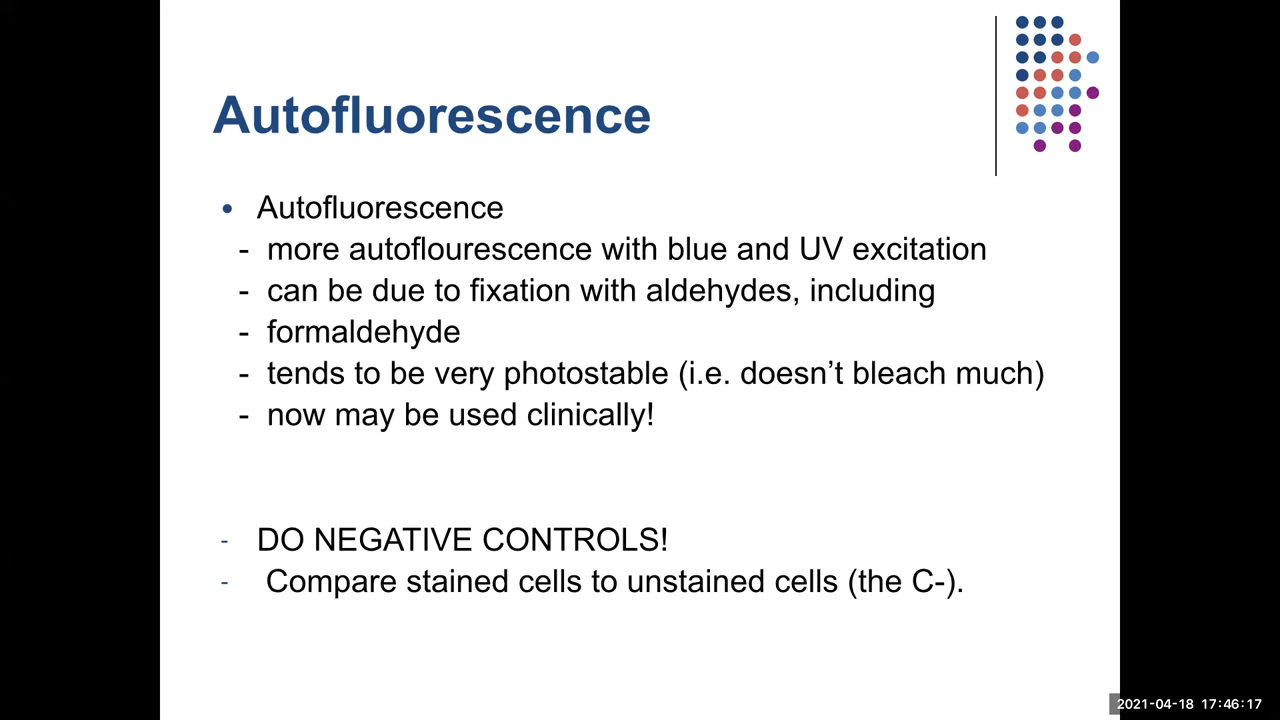 Autofluorescence
• Autofluorescence
- more autoflourescence with blue and UV excitation
- can be due to fixation with aldehydes, including
- formaldehyde
- tends to be very photostable (i.e. doesn’t bleach much)
- now may be used clinically!
- DO NEGATIVE CONTROLS!
- Compare stained cells to unstained cells (the C-).
2021-04-18 17:46:17